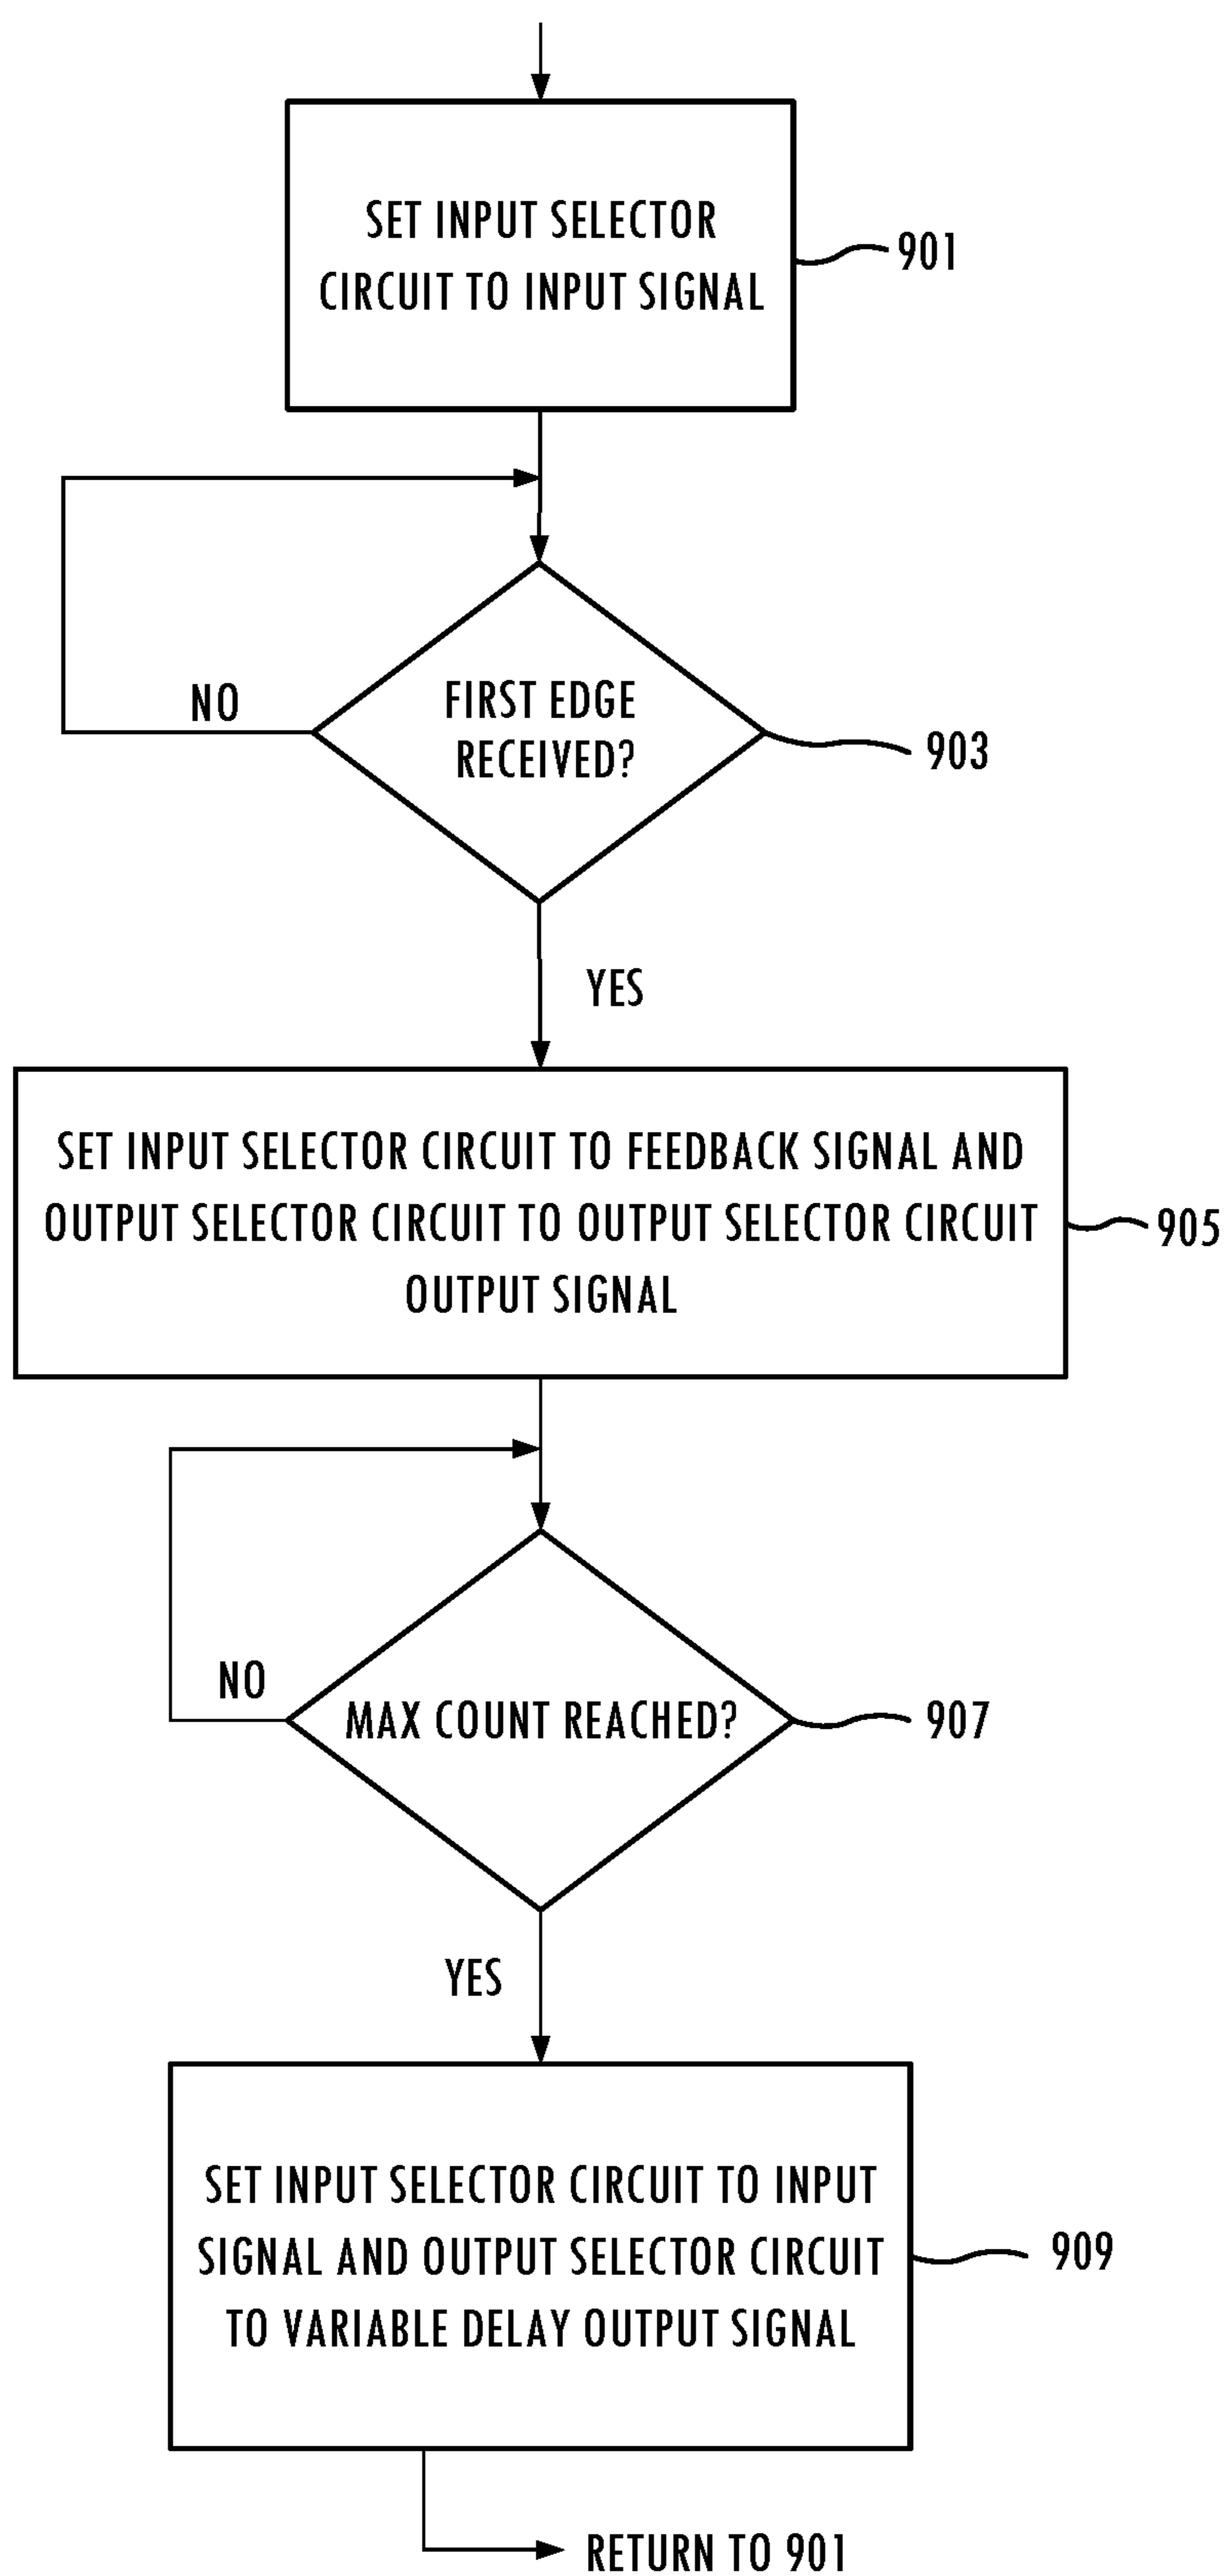 SET INPUT SELECTOR
CIRCUIT TO INPUT SIGNAL
901
NO
FIRST EDGE
RECEIVED?
903
YES
SET INPUT SELECTOR CIRCUIT TO FEEDBACK SIGNAL AND
OUTPUT SELECTOR CIRCUIT TO OUTPUT SELECTOR CIRCUIT
OUTPUT SIGNAL
905
NO
MAX COUNT REACHED?
907
YES
SET INPUT SELECTOR CIRCUIT TO INPUT
SIGNAL AND OUTPUT SELECTOR CIRCUIT
TO VARIABLE DELAY OUTPUT SIGNAL
909
RETURN TO 901